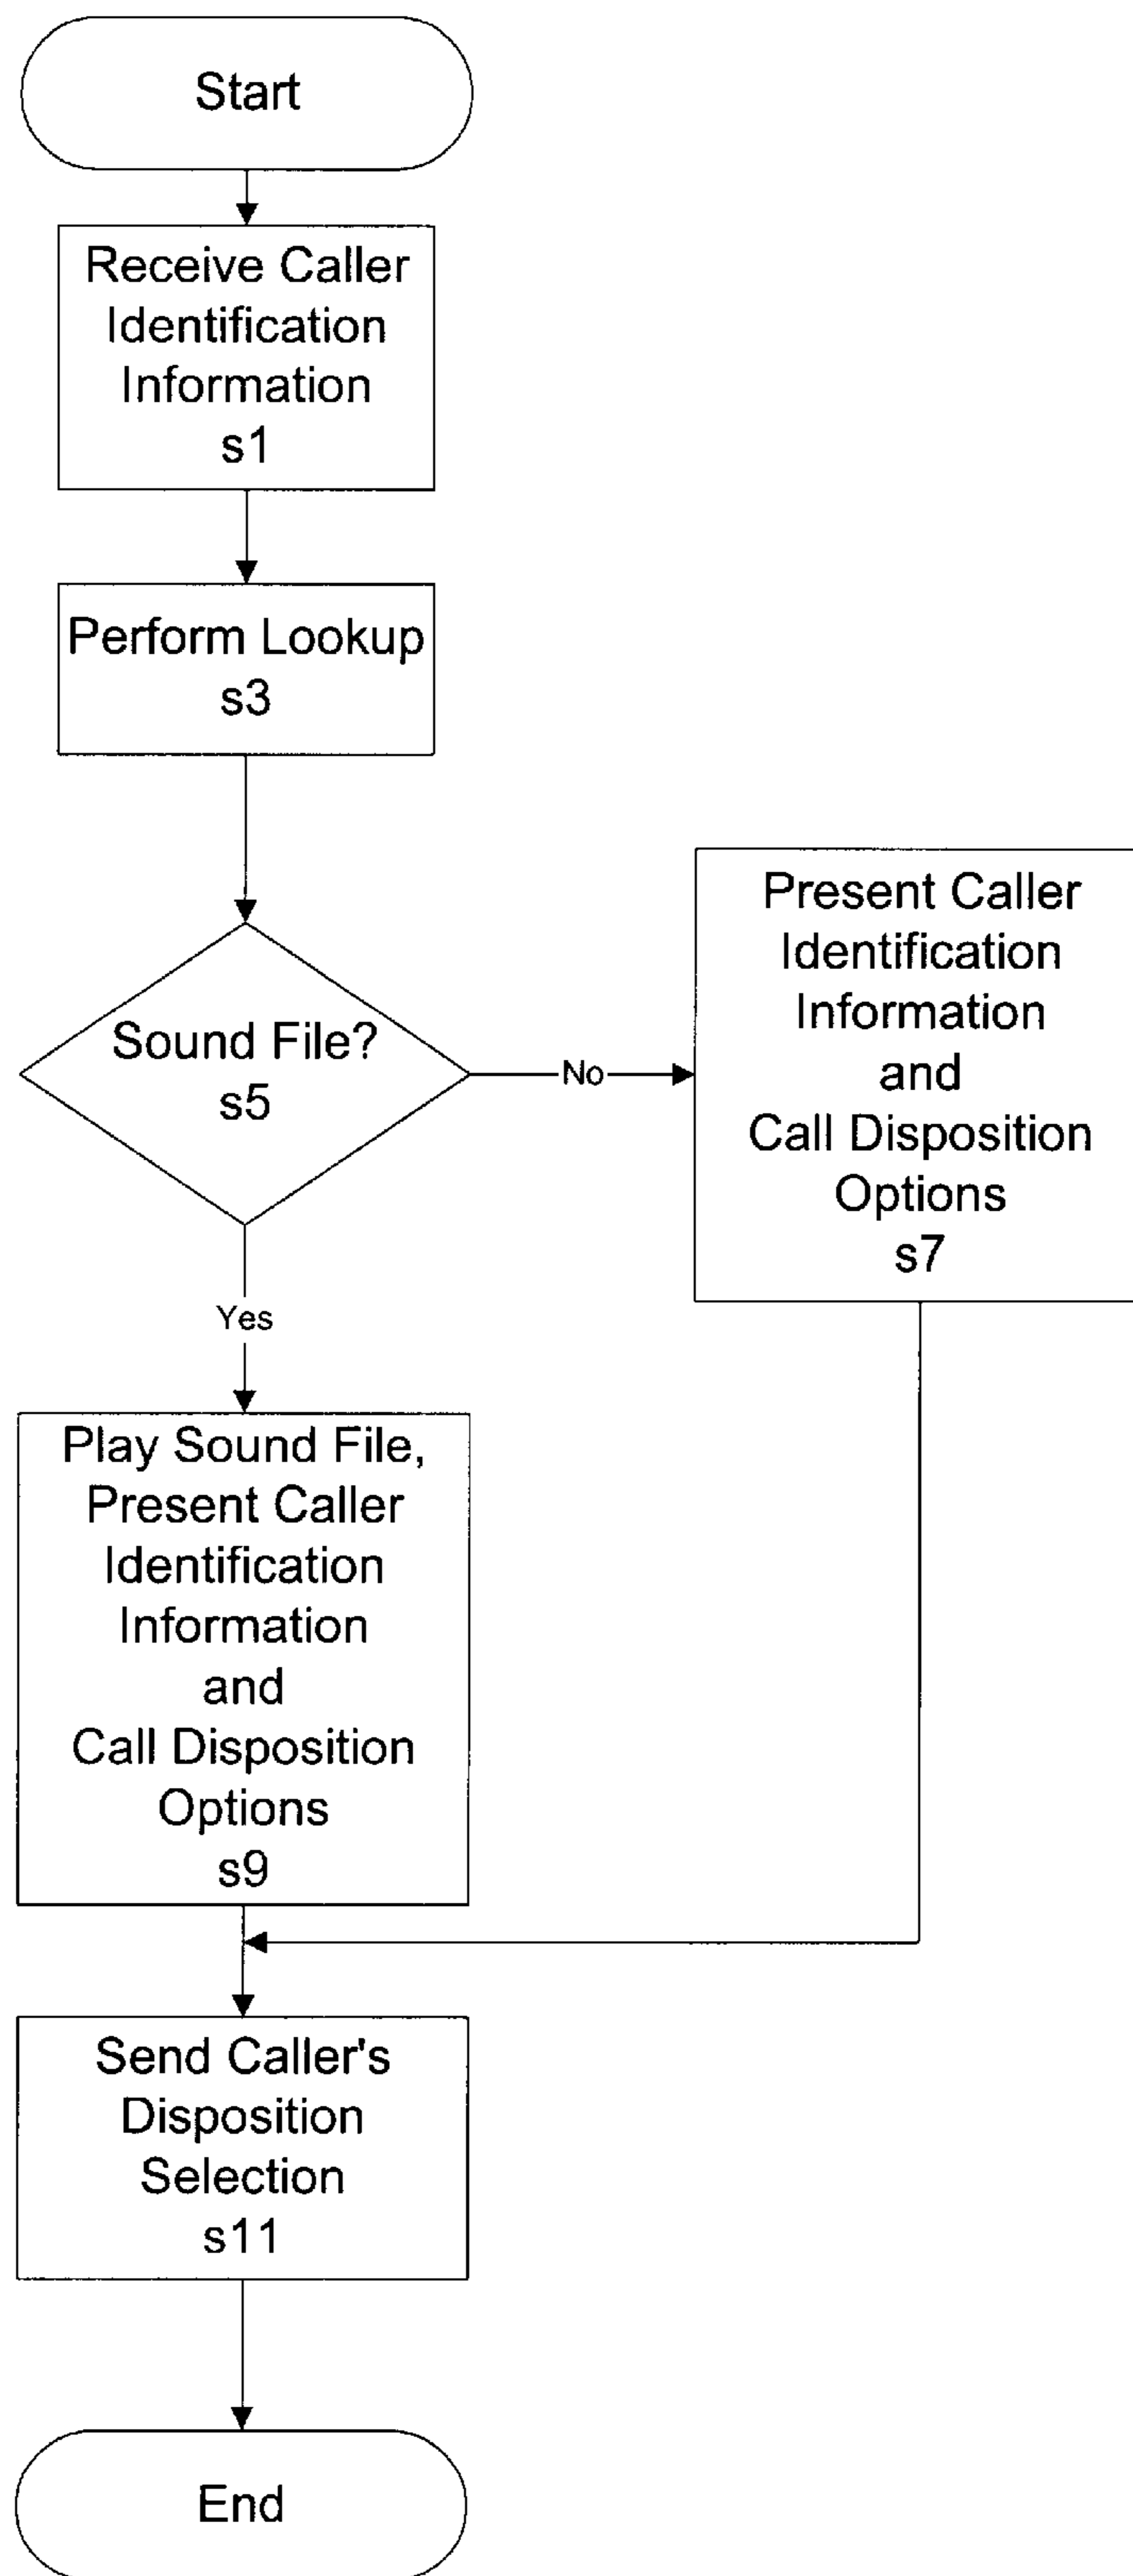 Start
Receive Caller
Identification
Information
s1
Perform Lookup
s3
Sound File?
s5
No
Present Caller
Identification
Information
and
Call Disposition
Options
s7
Yes
Play Sound File,
Present Caller
Identification
Information
and
Call Disposition
Options
s9
Send Caller's
Disposition
Selection
s11
End